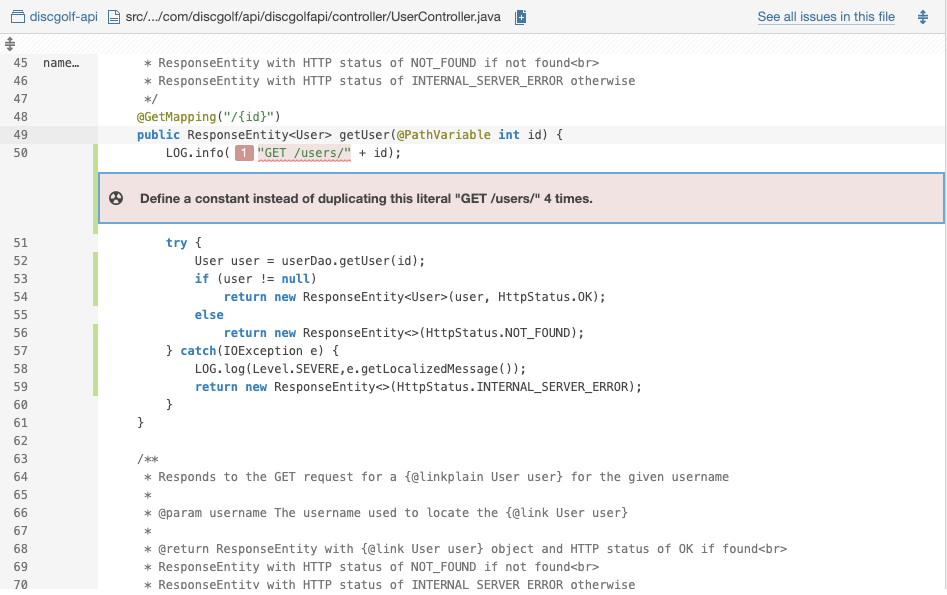 discgolf-api src/.../com/discgolf/api/discgolfapi/controller/UserController.java See all issues in this file
45 name… * ResponseEntity with HTTP status of NOT_FOUND if not found<br>
46 * ResponseEntity with HTTP status of INTERNAL_SERVER_ERROR otherwise
47 */
48 @GetMapping("/{id}")
49 public ResponseEntity<User> getUser(@PathVariable int id) {
50 LOG.info( 1 "GET /users/" + id);
Define a constant instead of duplicating this literal "GET /users/" 4 times.
51 try {
52 User user = userDao.getUser(id);
53 if (user != null)
54 return new ResponseEntity<User>(user, HttpStatus.OK);
55 else
56 return new ResponseEntity<>(HttpStatus.NOT_FOUND);
57 } catch(IOException e) {
58 LOG.log(Level.SEVERE,e.getLocalizedMessage());
59 return new ResponseEntity<>(HttpStatus.INTERNAL_SERVER_ERROR);
60 }
61 }
62
63 /**
64 * Responds to the GET request for a {@linkplain User user} for the given username
65 *
66 * @param username The username used to locate the {@link User user}
67 *
68 * @return ResponseEntity with {@link User user} object and HTTP status of OK if found<br>
69 * ResponseEntity with HTTP status of NOT_FOUND if not found<br>
70 * ResponseEntity with HTTP status of INTERNAL_SERVER_ERROR otherwise